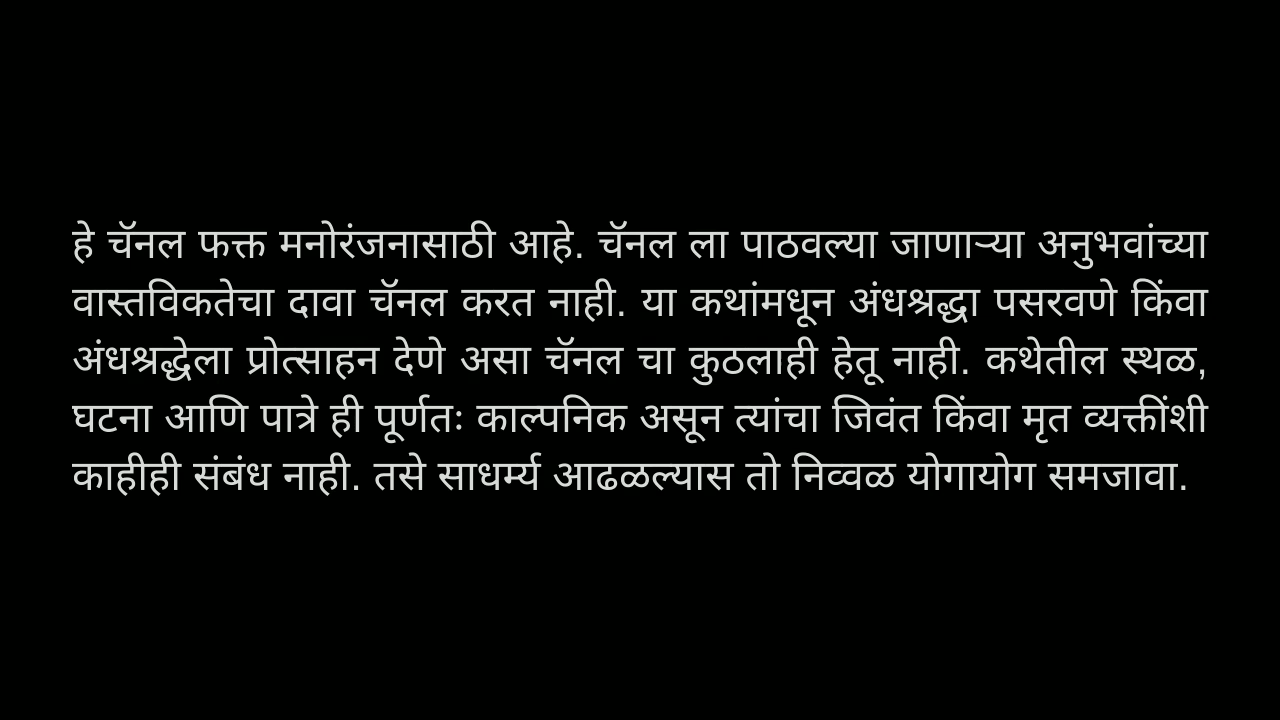 हे चॅनल फक्त मनोरंजनासाठी आहे. चॅनल ला पाठवल्या जाणाऱ्या अनुभवांच्या
वास्तविकतेचा दावा चॅनल करत नाही. या कथांमधून अंधश्रद्धा पसरवणे किंवा
अंधश्रद्धेला प्रोत्साहन देणे असा चॅनल चा कुठलाही हेतू नाही. कथेतील स्थळ,
घटना आणि पात्रे ही पूर्णतः काल्पनिक असून त्यांचा जिवंत किंवा मृत व्यक्तींशी
काहीही संबंध नाही. तसे साधर्म्य आढळल्यास तो निव्वळ योगायोग समजावा.